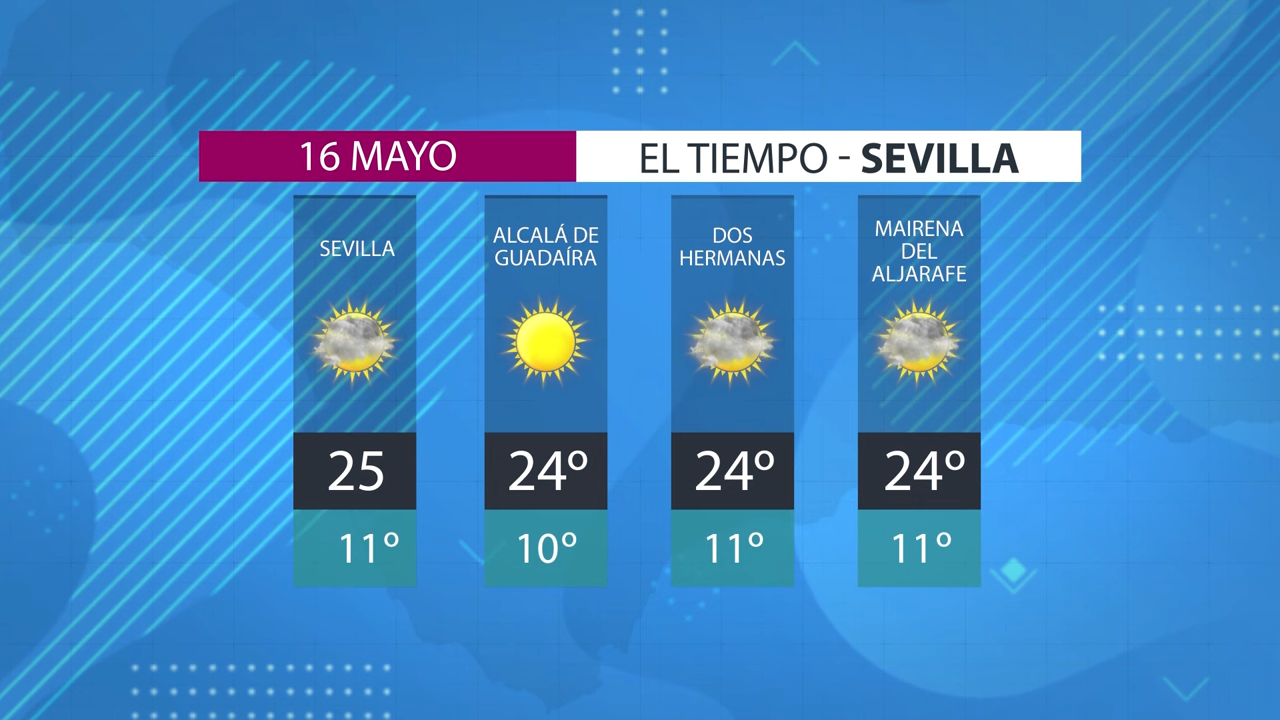 16 MAYO
EL TIEMPO - SEVILLA
SEVILLA
25
11º
ALCALÁ DE
GUADAÍRA
24º
10º
DOS
HERMANAS
24º
11º
MAIRENA
DEL
ALJARAFE
24º
11º